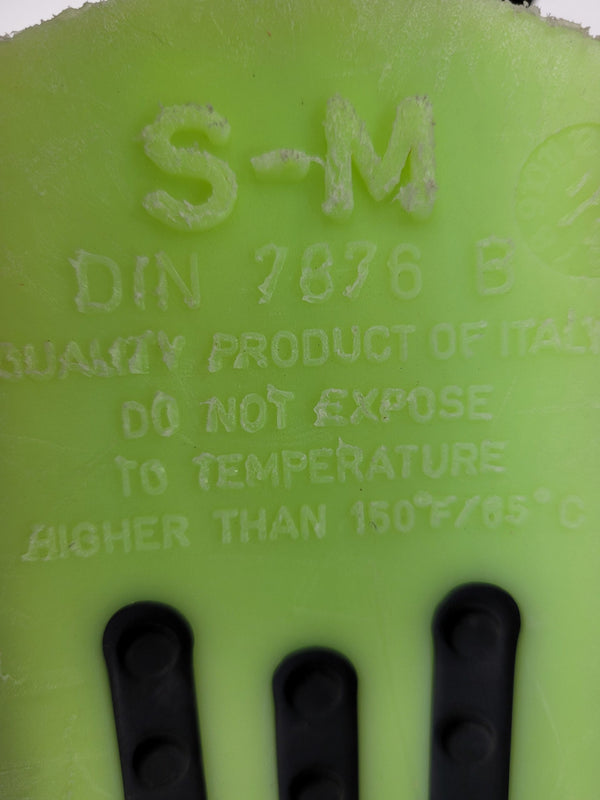 S-M
DIN 7876 B
QUALITY PRODUCT OF ITALY
DO NOT EXPOSE
TO TEMPERATURE
HIGHER THAN 150°F/65°C